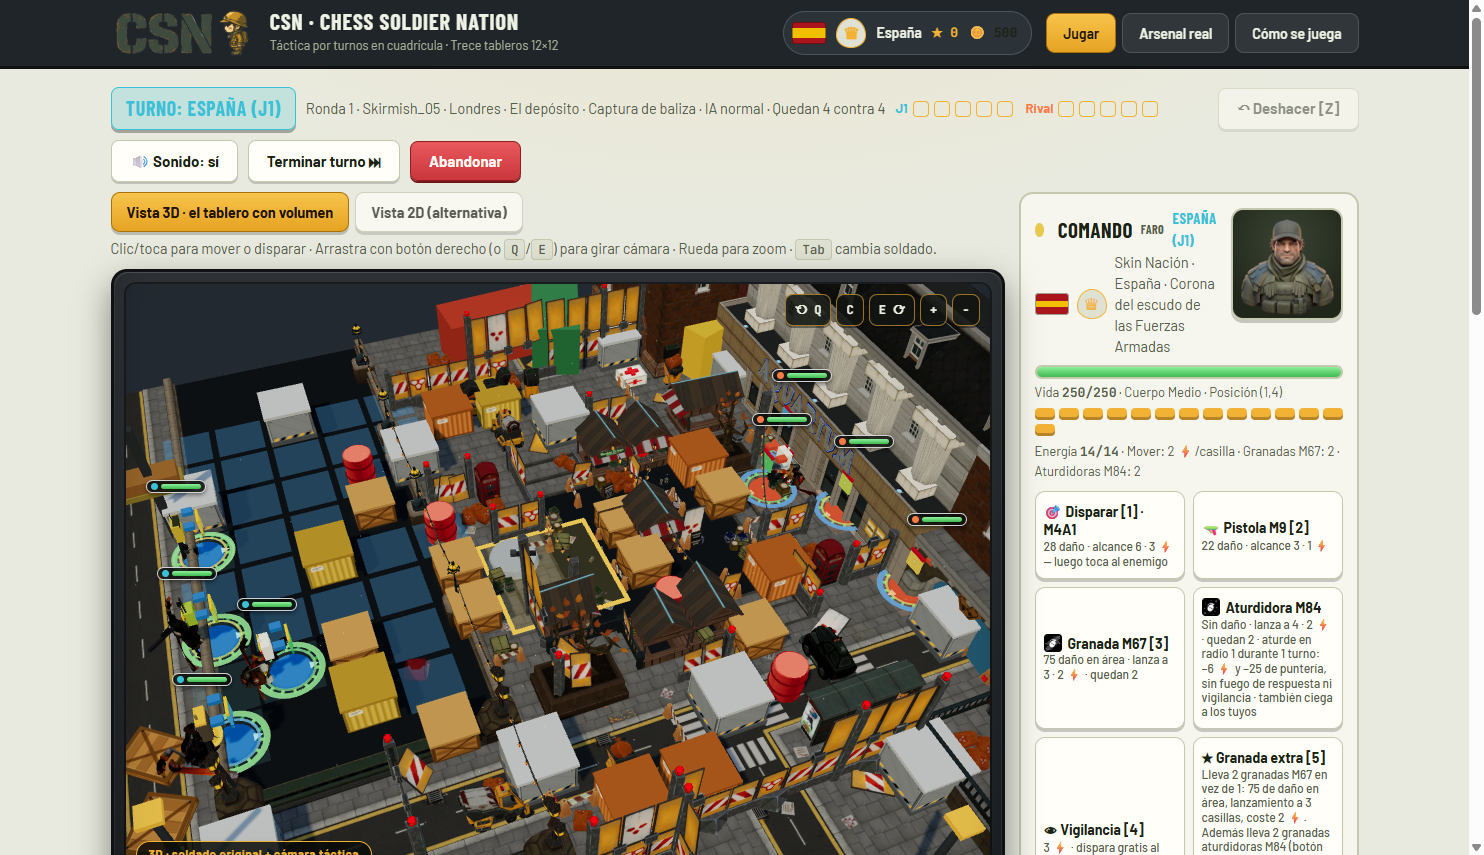 CSN
CSN · CHESS SOLDIER NATION
Táctica por turnos en cuadrícula · Trece tableros 12×12
España ★ 0 500
Jugar
Arsenal real
Cómo se juega
TURNO: ESPAÑA (J1)
Ronda 1 · Skirmish_05 · Londres · El depósito · Captura de baliza · IA normal · Quedan 4 contra 4
J1
Rival
Deshacer [Z]
Sonido: sí
Terminar turno
Abandonar
Vista 3D · el tablero con volumen
Vista 2D (alternativa)
Clic/toca para mover o disparar · Arrastra con botón derecho (o Q / E ) para girar cámara · Rueda para zoom · Tab cambia soldado.
Q
C
E
+
-
COMANDO FARO ESPAÑA
(J1)
Skin Nación ·
España · Corona
del escudo de
las Fuerzas
Armadas
Vida 250/250 · Cuerpo Medio · Posición (1,4)
Energía 14/14 · Mover: 2 /casilla · Granadas M67: 2 ·
Aturdidoras M84: 2
Disparar [1] ·
M4A1
28 daño · alcance 6 · 3
– luego toca al enemigo
Pistola M9 [2]
22 daño · alcance 3 · 1
Granada M67 [3]
75 daño en área · lanza a
3 · 2 · quedan 2
Aturdidora M84
Sin daño · lanza a 4 · 2
· quedan 2 · aturde en
radio 1 durante 1 turno:
−6 y −25 de puntería,
sin fuego de respuesta ni
vigilancia · también ciega
a los tuyos
Vigilancia [4]
3 · dispara gratis al
★ Granada extra [5]
Lleva 2 granadas M67 en
vez de 1: 75 de daño en
área, lanzamiento a 3
casillas, coste 2 .
Además lleva 2 granadas
aturdidoras M84 (botón
3D · soldado original + cámara táctica